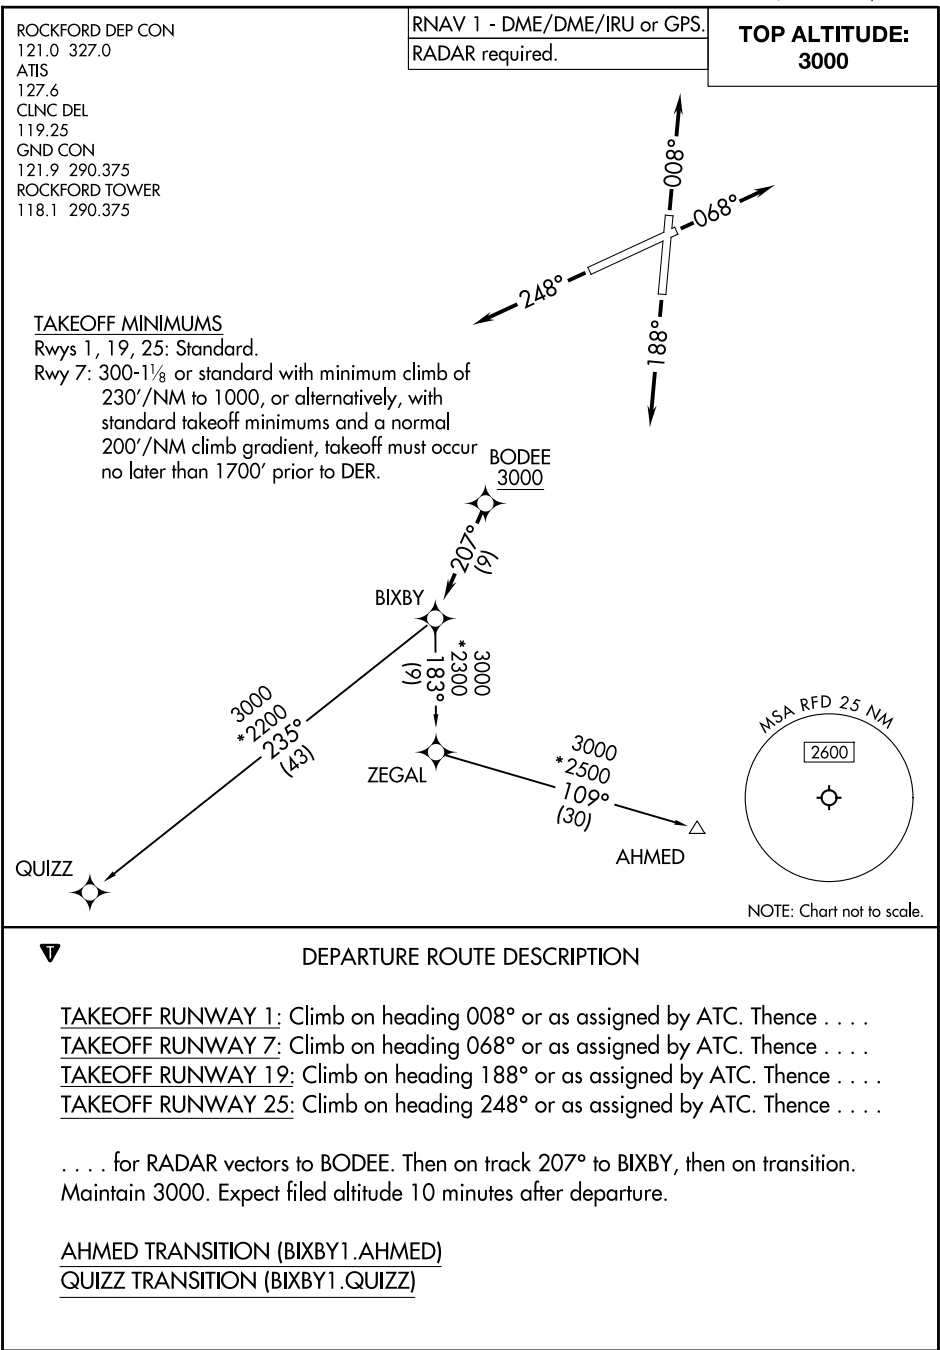 ROCKFORD DEP CON
121.0 327.0
ATIS
127.6
CLNC DEL
119.25
GND CON
121.9 290.375
ROCKFORD TOWER
118.1 290.375
RNAV 1 - DME/DME/IRU or GPS.
RADAR required.
TOP ALTITUDE:
3000
008°
068°
248°
188°
TAKEOFF MINIMUMS
Rwys 1, 19, 25: Standard.
Rwy 7: 300-1⅛ or standard with minimum climb of
230'/NM to 1000, or alternatively, with
standard takeoff minimums and a normal
200'/NM climb gradient, takeoff must occur
no later than 1700' prior to DER.
BODEE
3000
207°
(9)
BIXBY
3000
*2300
183°
(9)
3000
*2200
235°
(43)
ZEGAL
3000
*2500
109°
(30)
AHMED
QUIZZ
MSA RFD 25 NM
2600
NOTE: Chart not to scale.
T
DEPARTURE ROUTE DESCRIPTION
TAKEOFF RUNWAY 1: Climb on heading 008° or as assigned by ATC. Thence . . . .
TAKEOFF RUNWAY 7: Climb on heading 068° or as assigned by ATC. Thence . . . .
TAKEOFF RUNWAY 19: Climb on heading 188° or as assigned by ATC. Thence . . . .
TAKEOFF RUNWAY 25: Climb on heading 248° or as assigned by ATC. Thence . . . .
. . . . for RADAR vectors to BODEE. Then on track 207° to BIXBY, then on transition.
Maintain 3000. Expect filed altitude 10 minutes after departure.
AHMED TRANSITION (BIXBY1.AHMED)
QUIZZ TRANSITION (BIXBY1.QUIZZ)